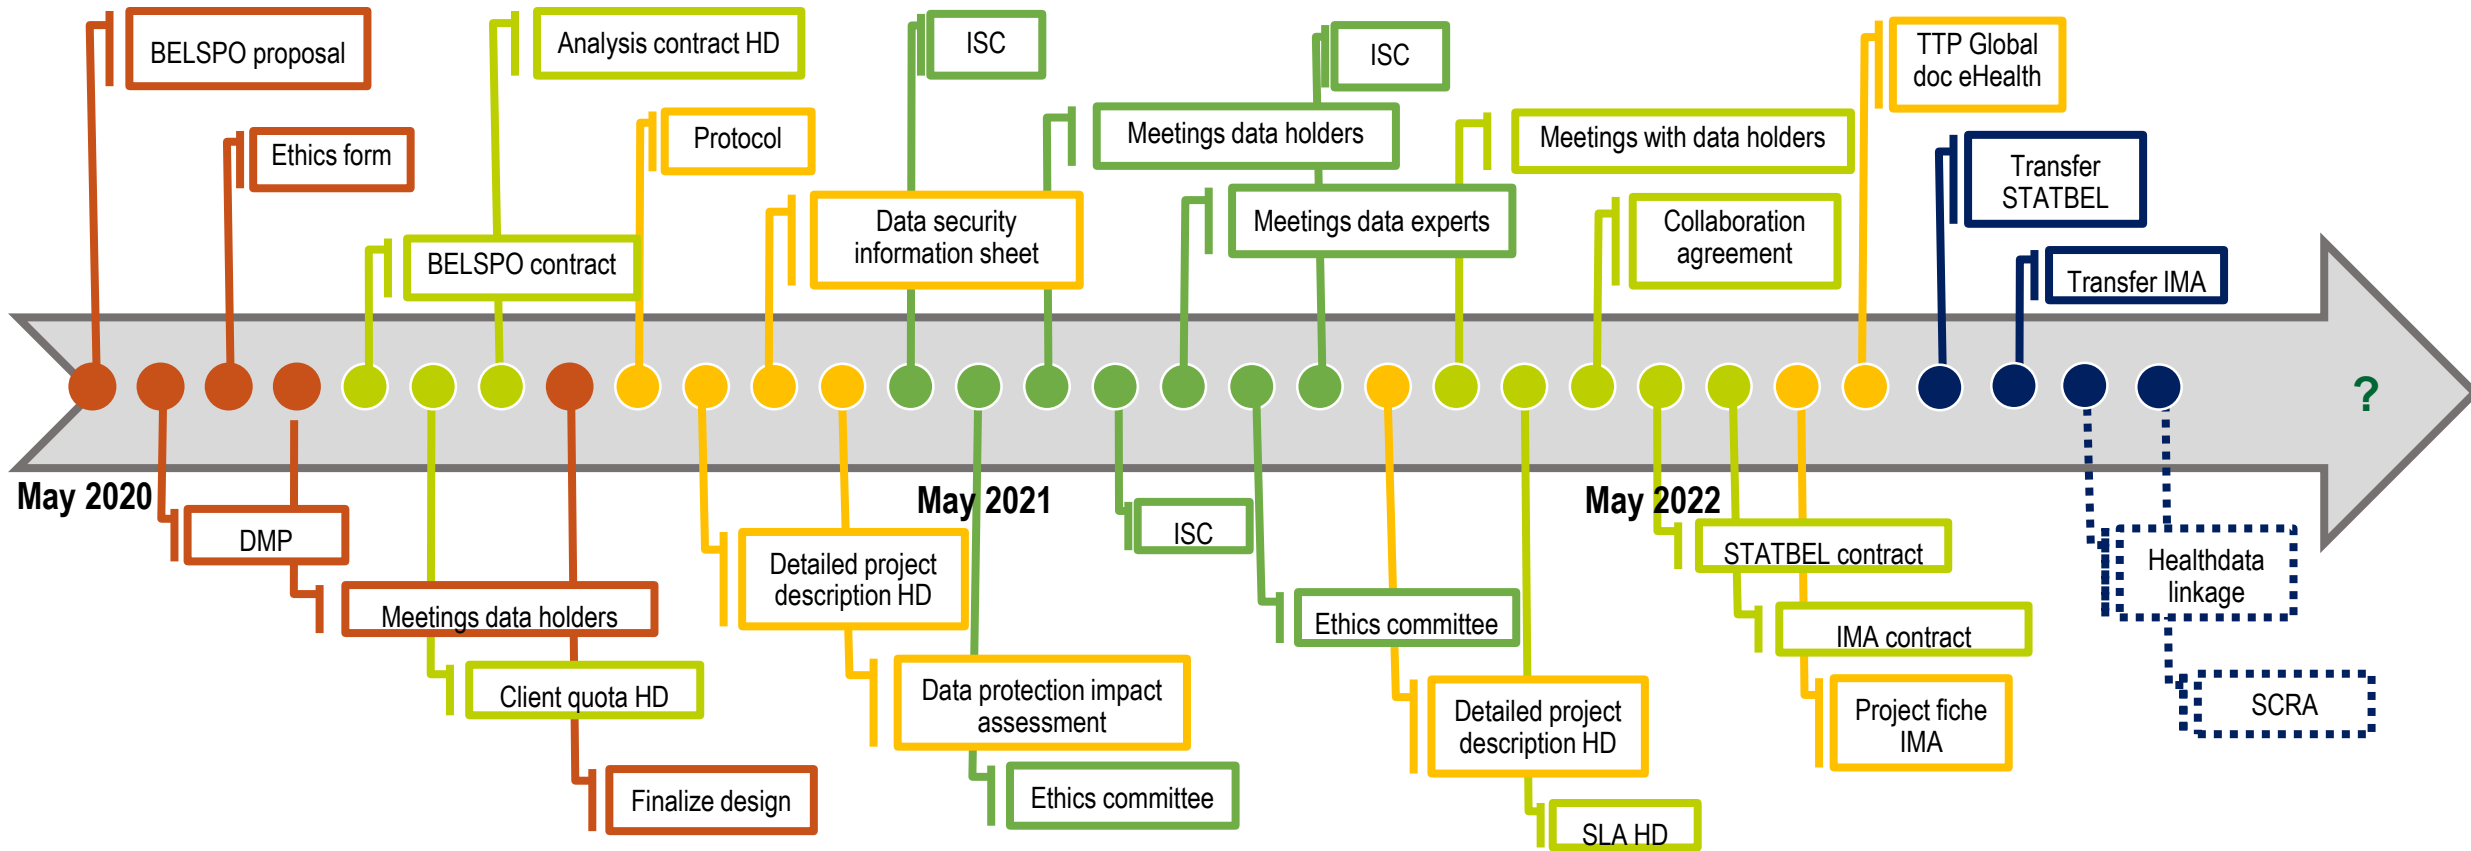 BELSPO proposal
Analysis contract HD
ISC
ISC
TTP Global
doc eHealth
Ethics form
Protocol
Meetings data holders
Meetings with data holders
Transfer
STATBEL
BELSPO contract
Data security
information sheet
Meetings data experts
Collaboration
agreement
Transfer IMA
?
May 2020
May 2021
May 2022
DMP
ISC
STATBEL contract
Healthdata
linkage
Meetings data holders
Detailed project
description HD
Ethics committee
IMA contract
Client quota HD
Data protection impact
assessment
Detailed project
description HD
Project fiche
IMA
SCRA
Finalize design
Ethics committee
SLA HD